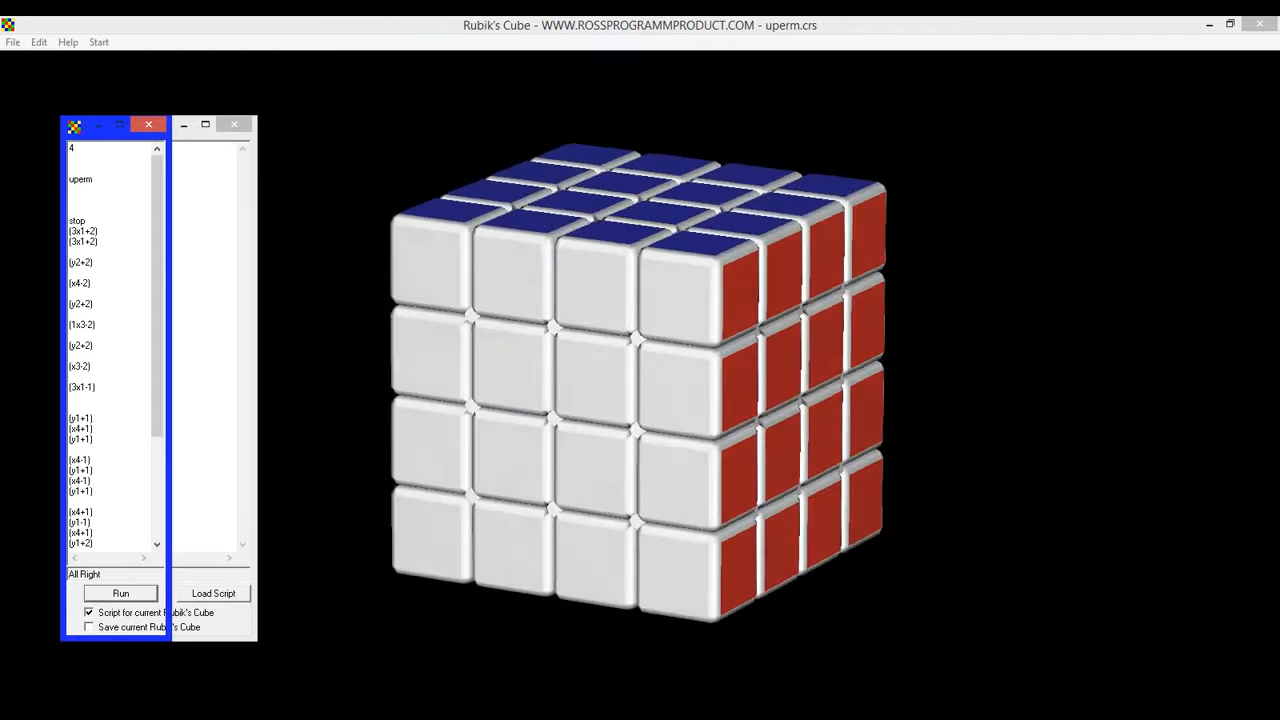 Rubik's Cube - WWW.ROSSPROGRAMMPRODUCT.COM - uperm.crs
File Edit Help Start
4
uperm
stop
(3x1+2)
(3x1+2)
(y2+2)
(x4-2)
(y2+2)
(1x3-2)
(y2+2)
(x3-2)
(3x1-1)
(y1+1)
(x4+1)
(y1+1)
(x4-1)
(y1+1)
(x4-1)
(y1+1)
(x4+1)
(y1-1)
(x4+1)
(y1+2)
All Right
Run Load Script
Script for current Rubik's Cube
Save current Rubik's Cube